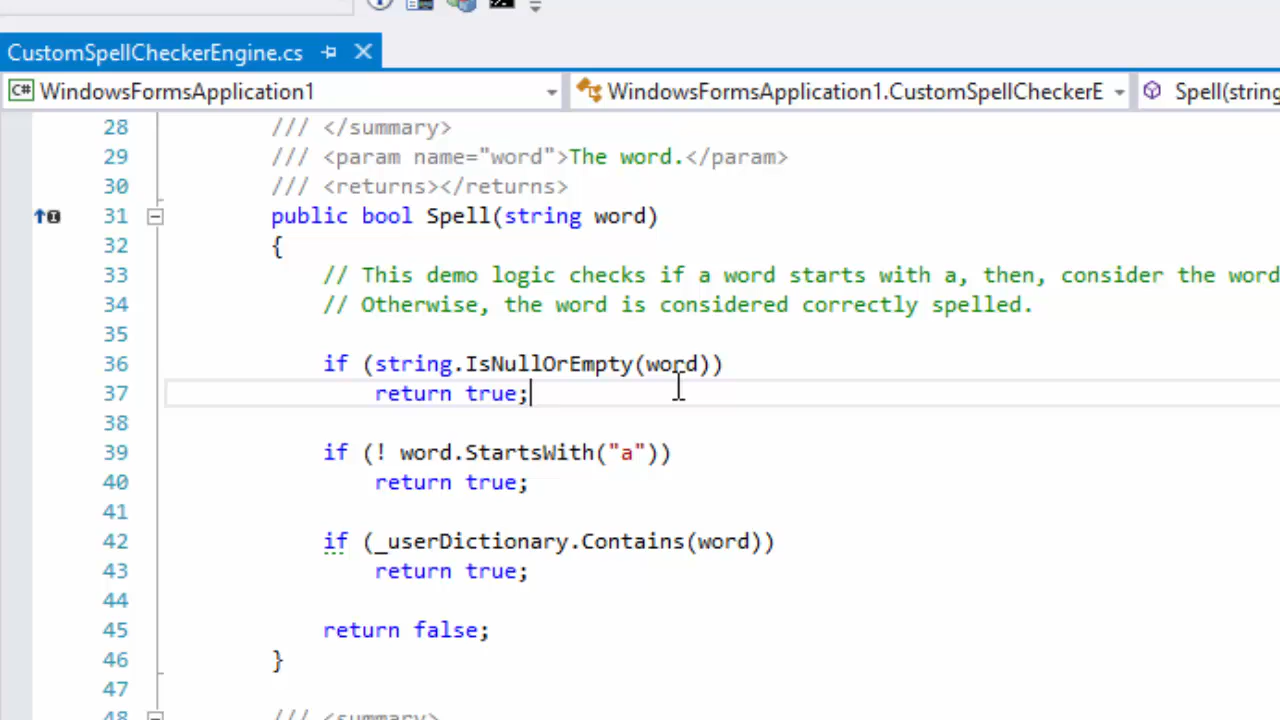 CustomSpellCheckerEngine.cs
C# WindowsFormsApplication1 WindowsFormsApplication1.CustomSpellCheckerE Spell(string
28 /// </summary>
29 /// <param name="word">The word.</param>
30 /// <returns></returns>
31 public bool Spell(string word)
32 {
33 // This demo logic checks if a word starts with a, then, consider the word
34 // Otherwise, the word is considered correctly spelled.
35
36 if (string.IsNullOrEmpty(word))
37 return true;
38
39 if (! word.StartsWith("a"))
40 return true;
41
42 if (_userDictionary.Contains(word))
43 return true;
44
45 return false;
46 }
47
48 /// <summary>